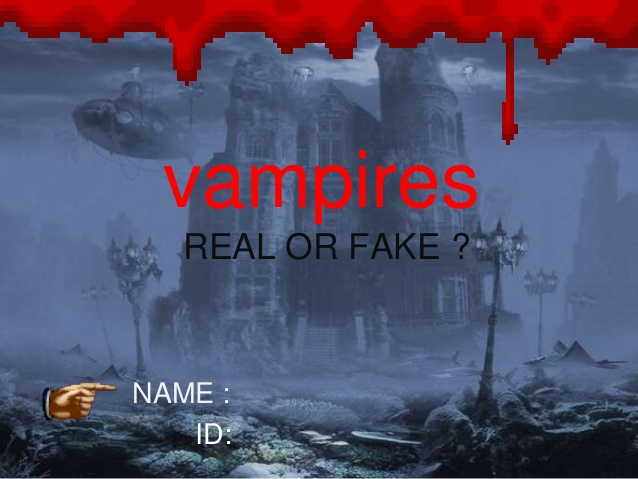 vampires
REAL OR FAKE ?
NAME :
ID: